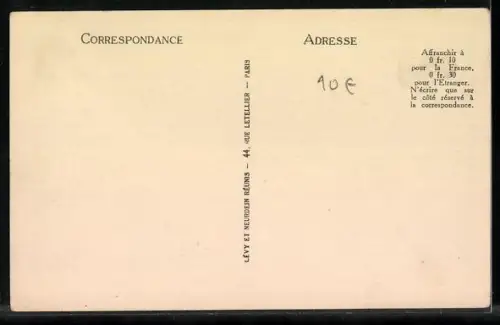 CORRESPONDANCE
ADRESSE
Affranchir à
0 fr. 10
pour la France,
0 fr. 30
pour l'Etranger.
N'écrire que sur
le côté réservé à
la correspondance.
10€
LÉVY ET NEURDEIN RÉUNIS — 44, RUE LETELLIER — PARIS